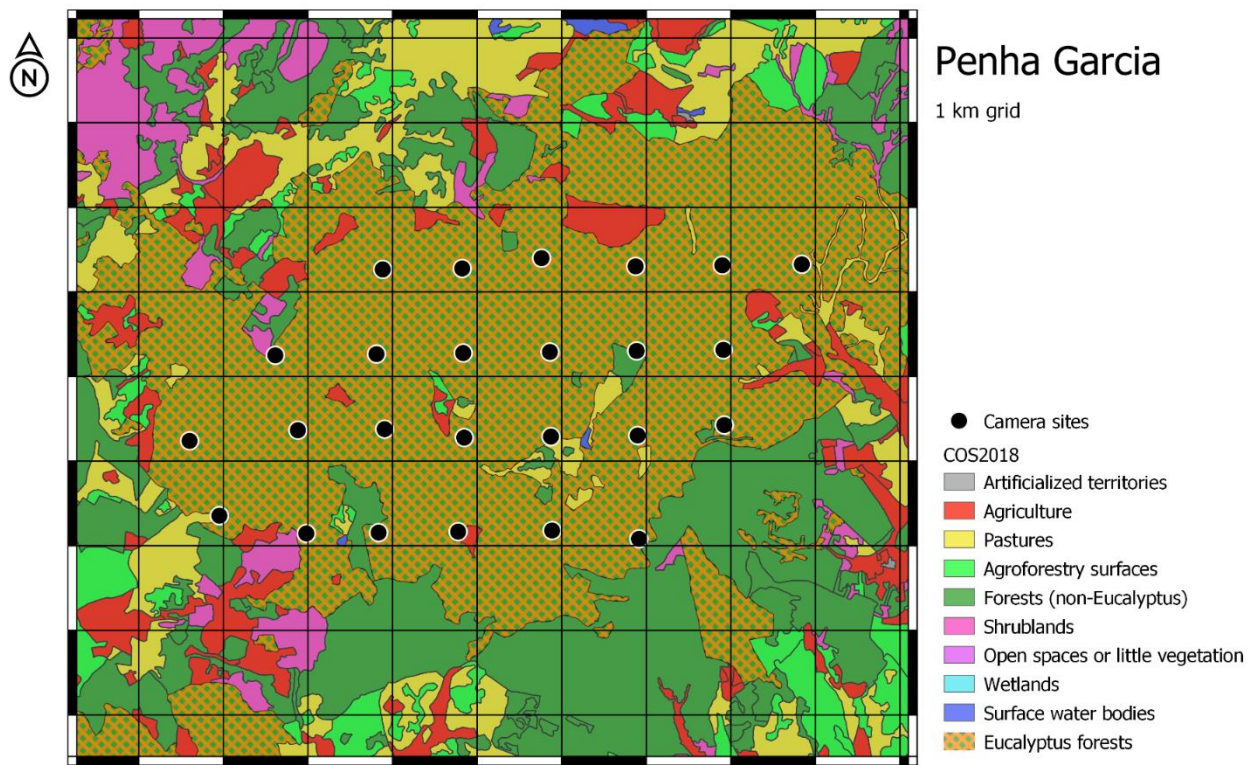 N
Penha Garcia
1 km grid
Camera sites
COS2018
Artificialized territories
Agriculture
Pastures
Agroforestry surfaces
Forests (non-Eucalyptus)
Shrublands
Open spaces or little vegetation
Wetlands
Surface water bodies
Eucalyptus forests